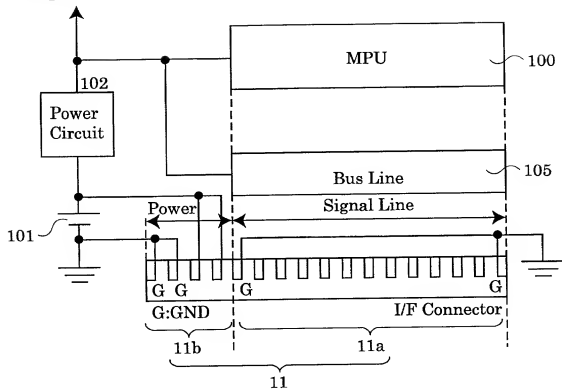 MPU
100
102
Power
Circuit
Bus Line
105
Power
Signal Line
101
G G G G
G:GND
I/F Connector
11b
11a
11